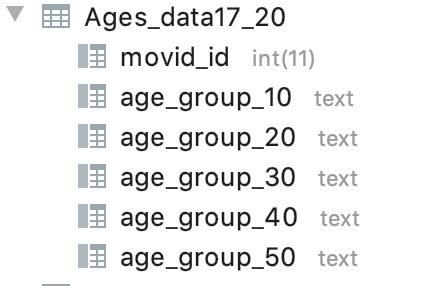 Ages_data17_20
movid_id int(11)
age_group_10 text
age_group_20 text
age_group_30 text
age_group_40 text
age_group_50 text